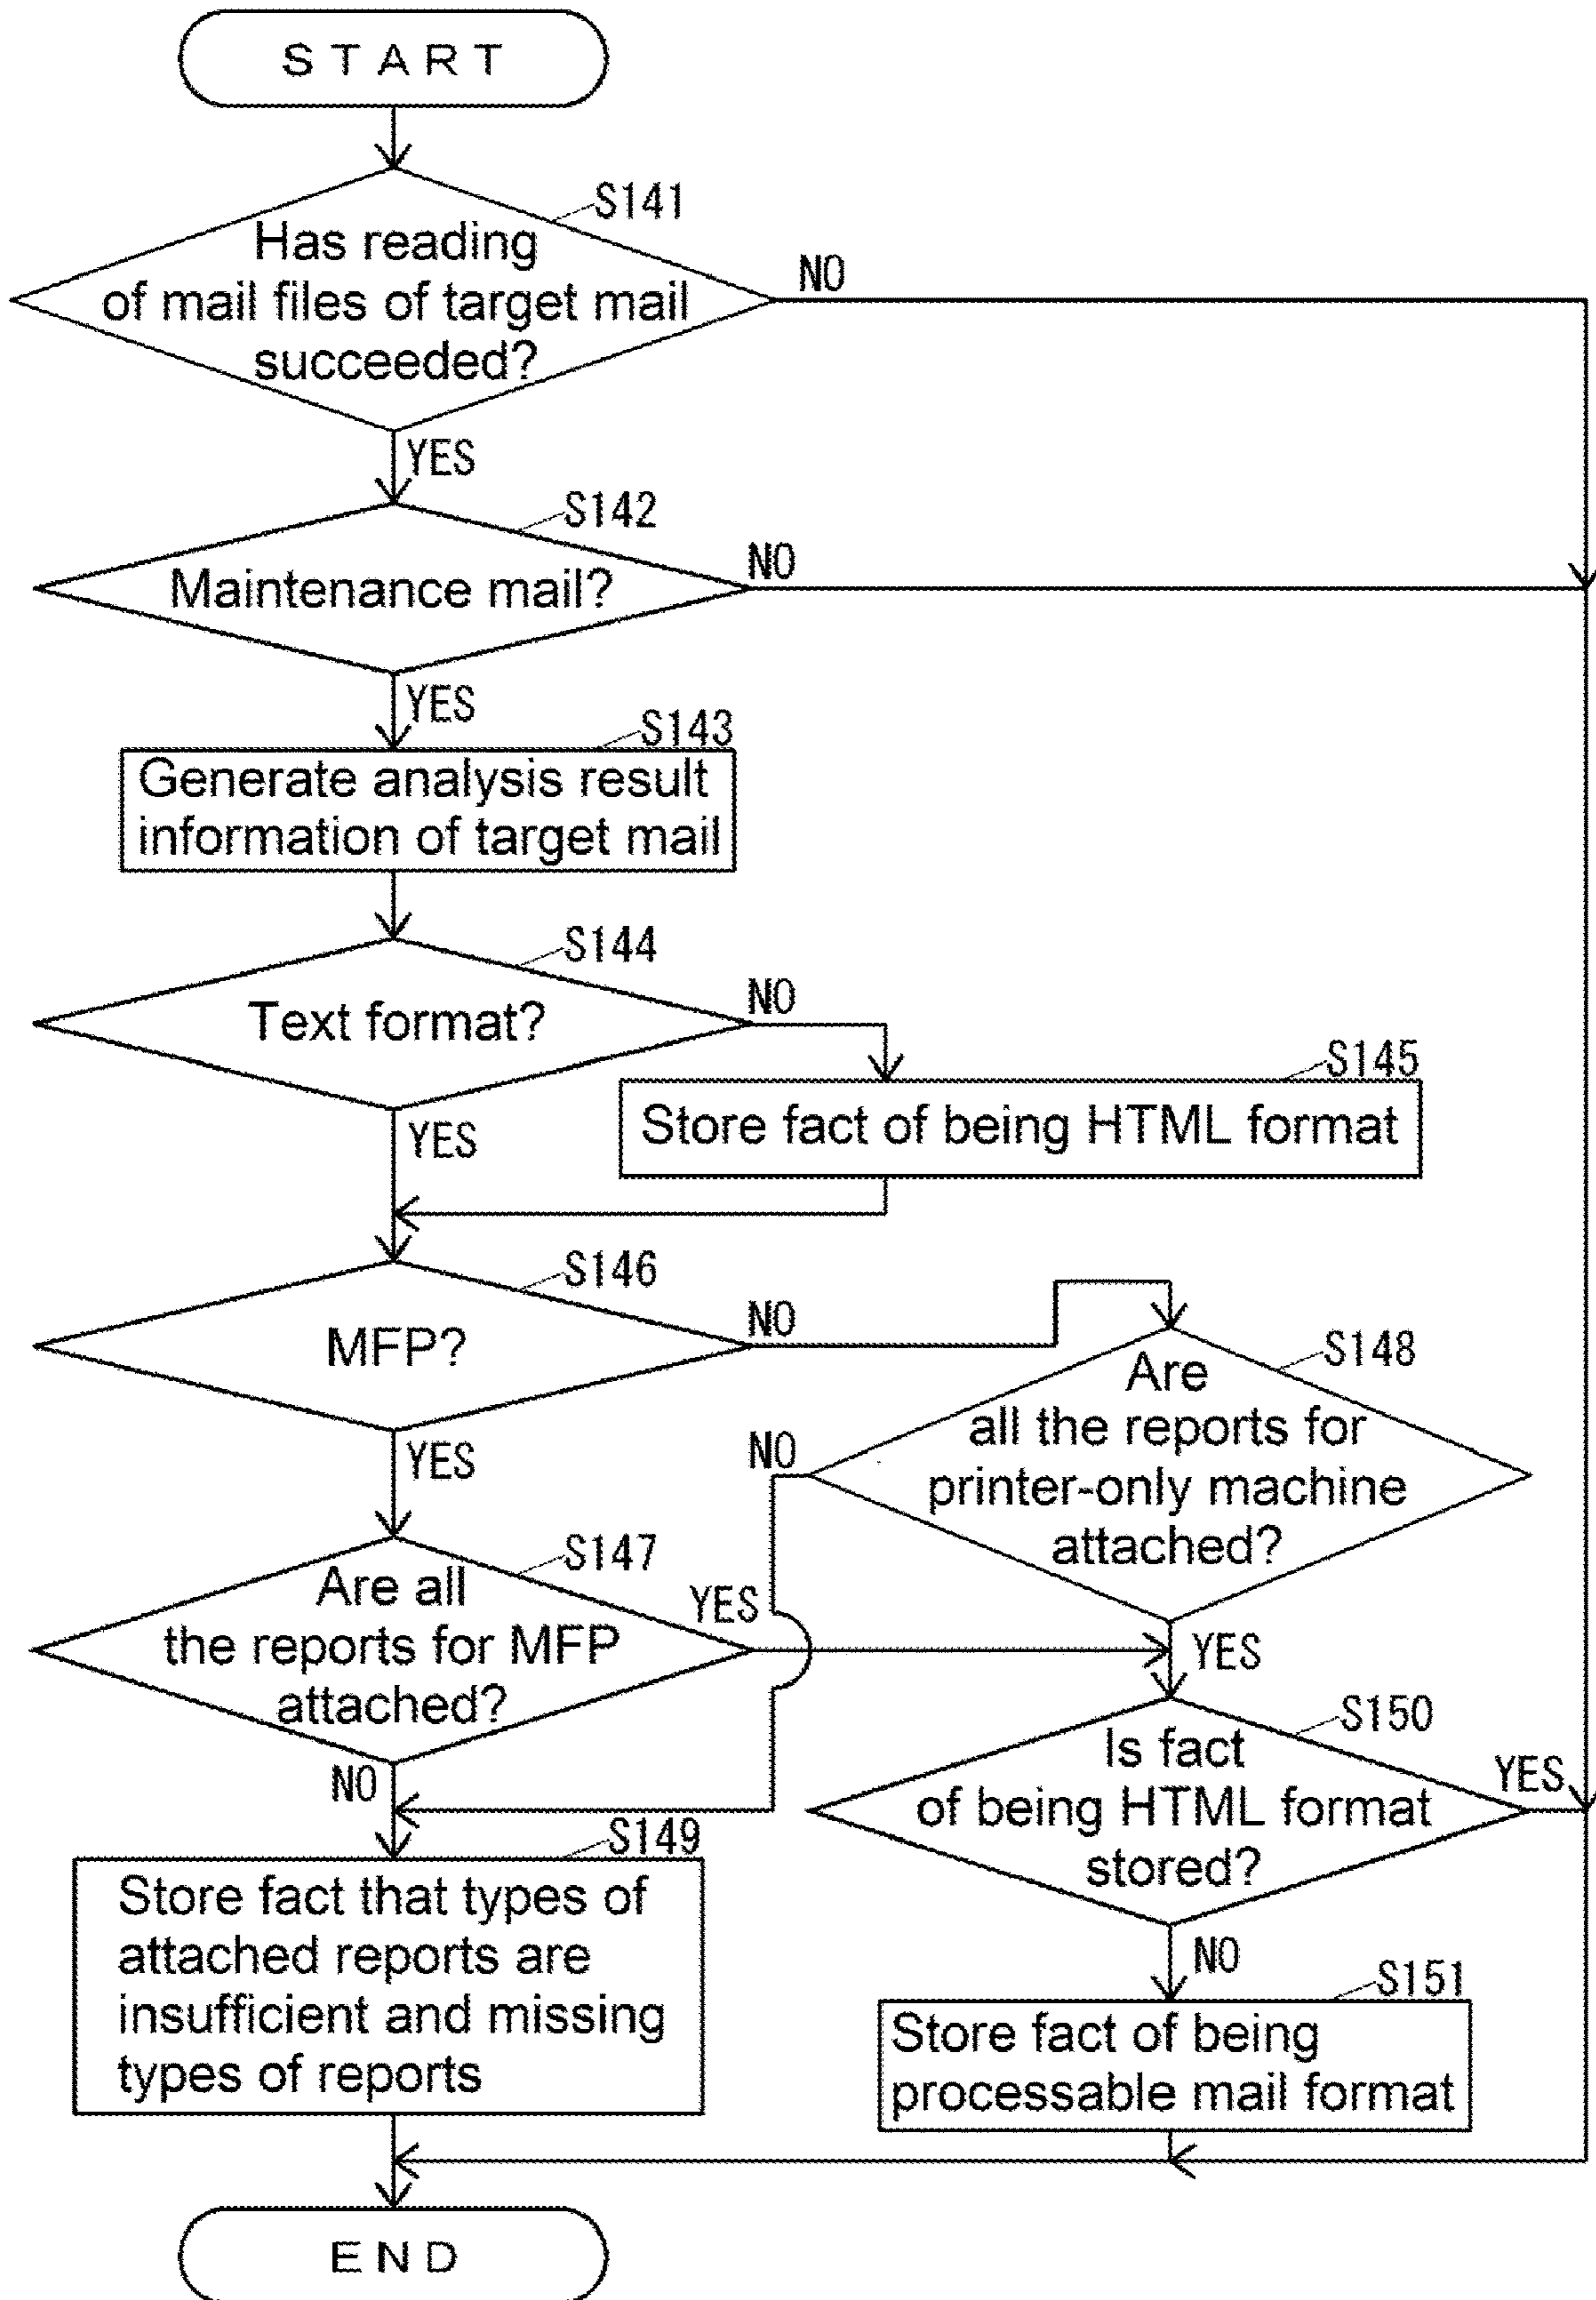 START
S141
Has reading
of mail files of target mail
succeeded?
NO
YES
S142
Maintenance mail?
NO
YES
S143
Generate analysis result
information of target mail
S144
Text format?
NO
YES
S145
Store fact of being HTML format
S146
MFP?
NO
YES
S148
Are
all the reports for
printer-only machine
attached?
NO
YES
S147
Are all
the reports for MFP
attached?
YES
NO
S150
Is fact
of being HTML format
stored?
YES
NO
S149
Store fact that types of
attached reports are
insufficient and missing
types of reports
S151
Store fact of being
processable mail format
END